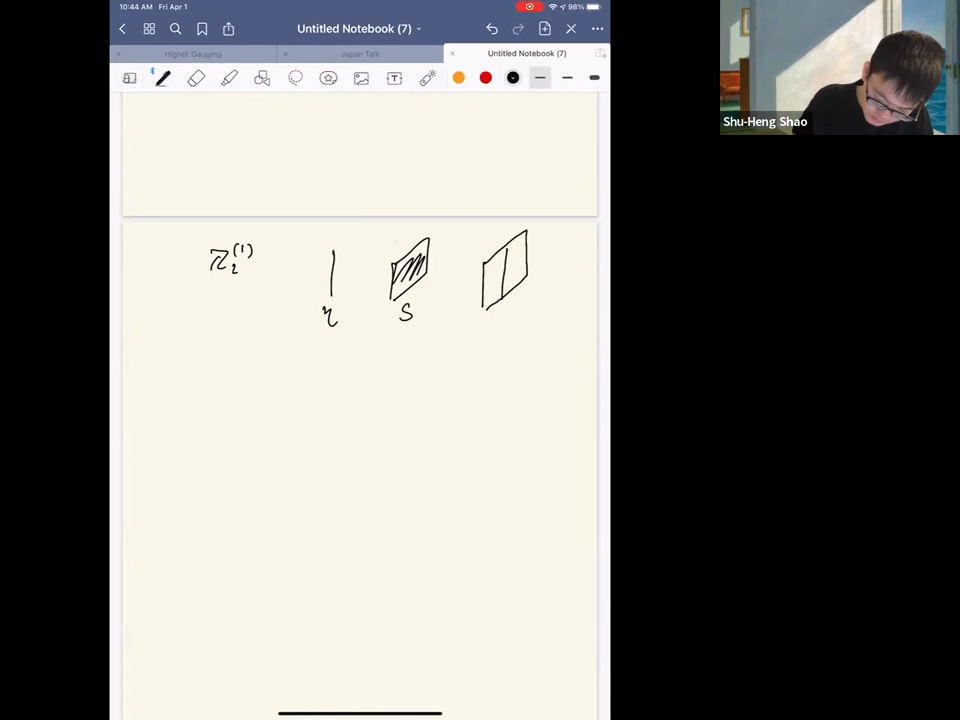 10:44 AM Fri Apr 1
98%
Untitled Notebook (7)
Higher Gauging
Japan Talk
Untitled Notebook (7)
Shu-Heng Shao
ℤ₂⁽¹⁾
η
S